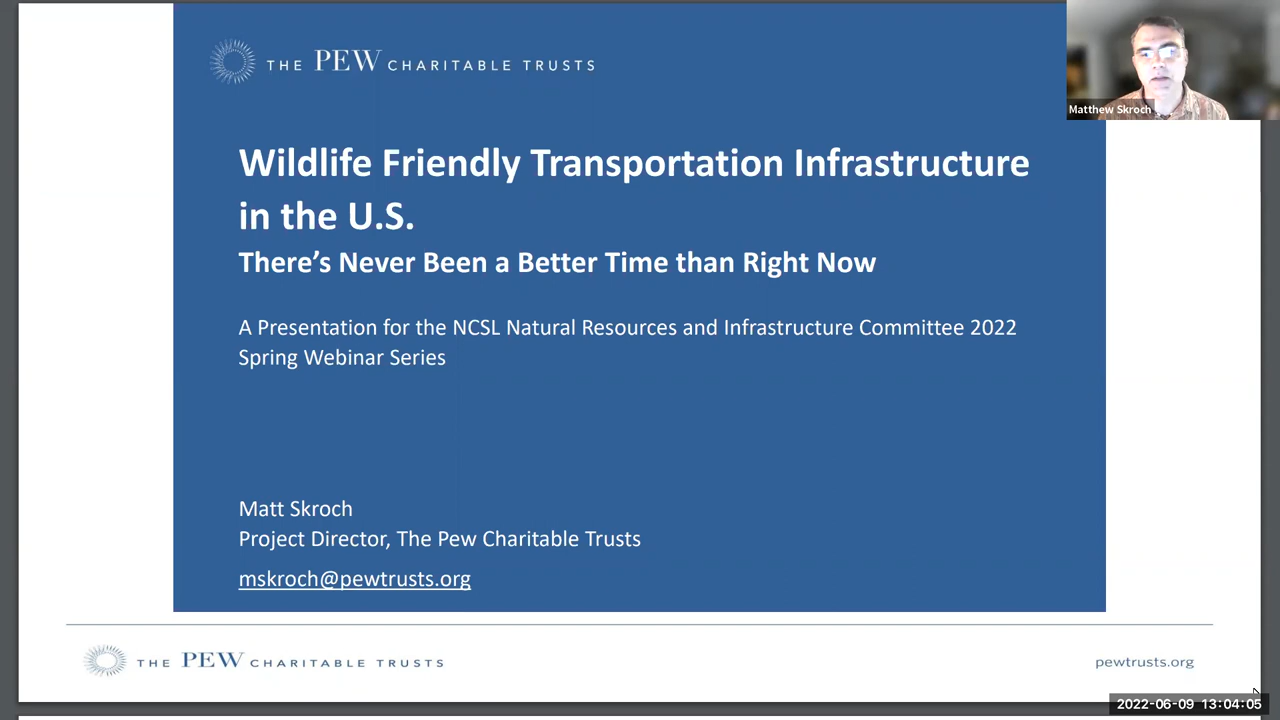 THE PEW CHARITABLE TRUSTS
Matthew Skroch
Wildlife Friendly Transportation Infrastructure
in the U.S.
There's Never Been a Better Time than Right Now
A Presentation for the NCSL Natural Resources and Infrastructure Committee 2022
Spring Webinar Series
Matt Skroch
Project Director, The Pew Charitable Trusts
mskroch@pewtrusts.org
THE PEW CHARITABLE TRUSTS
pewtrusts.org
2022-06-09 13:04:05